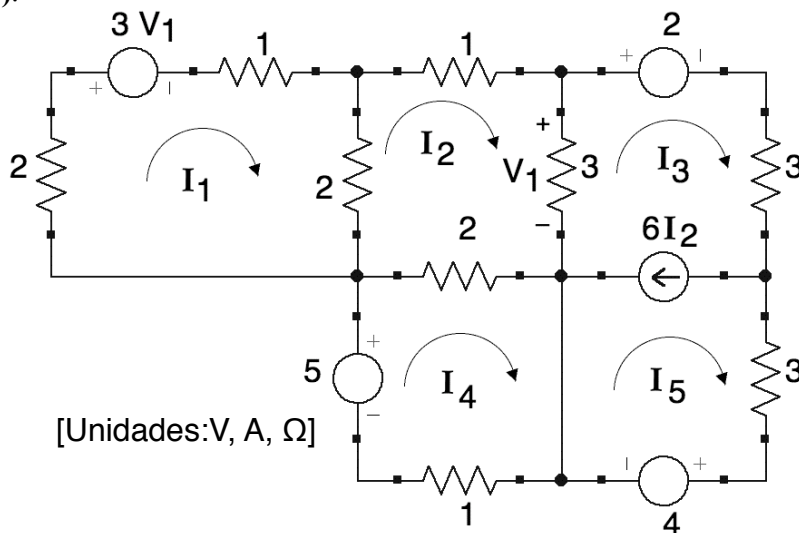 ).
3 V1
1
1
2
+
+
2
I1
2
I2
+
V1
−
3
I3
3
2
6I2
5
+
−
I4
I5
3
[Unidades:V, A, Ω]
1
+
4